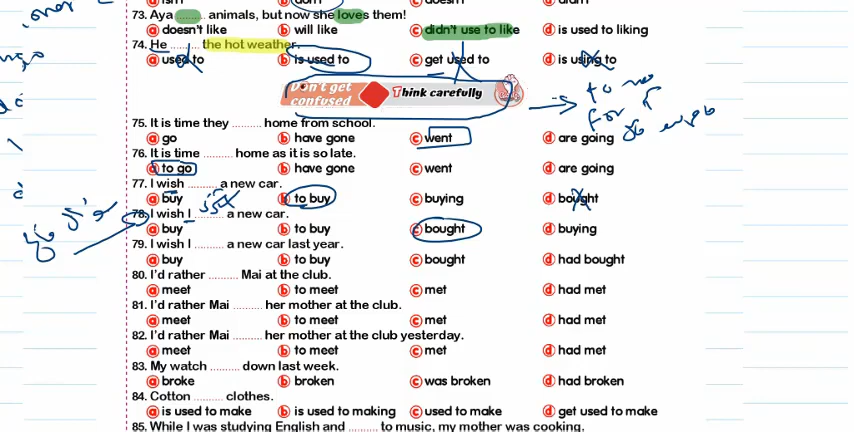 isn't don't doesn't didn't
73. Aya ......... animals, but now she loves them!
a doesn't like b will like c didn't use to like d is used to liking
74. He ......... the hot weather.
a used to b is used to c get used to d is using to
Don't get confused Think carefully
75. It is time they ......... home from school.
a go b have gone c went d are going
76. It is time ......... home as it is so late.
a to go b have gone c went d are going
77. I wish ......... a new car.
a buy b to buy c buying d bought
78. I wish I ......... a new car.
a buy b to buy c bought d buying
79. I wish I ......... a new car last year.
a buy b to buy c bought d had bought
80. I'd rather ......... Mai at the club.
a meet b to meet c met d had met
81. I'd rather Mai ......... her mother at the club.
a meet b to meet c met d had met
82. I'd rather Mai ......... her mother at the club yesterday.
a meet b to meet c met d had met
83. My watch ......... down last week.
a broke b broken c was broken d had broken
84. Cotton ......... clothes.
a is used to make b is used to making c used to make d get used to make
85. While I was studying English and ......... to music, my mother was cooking.